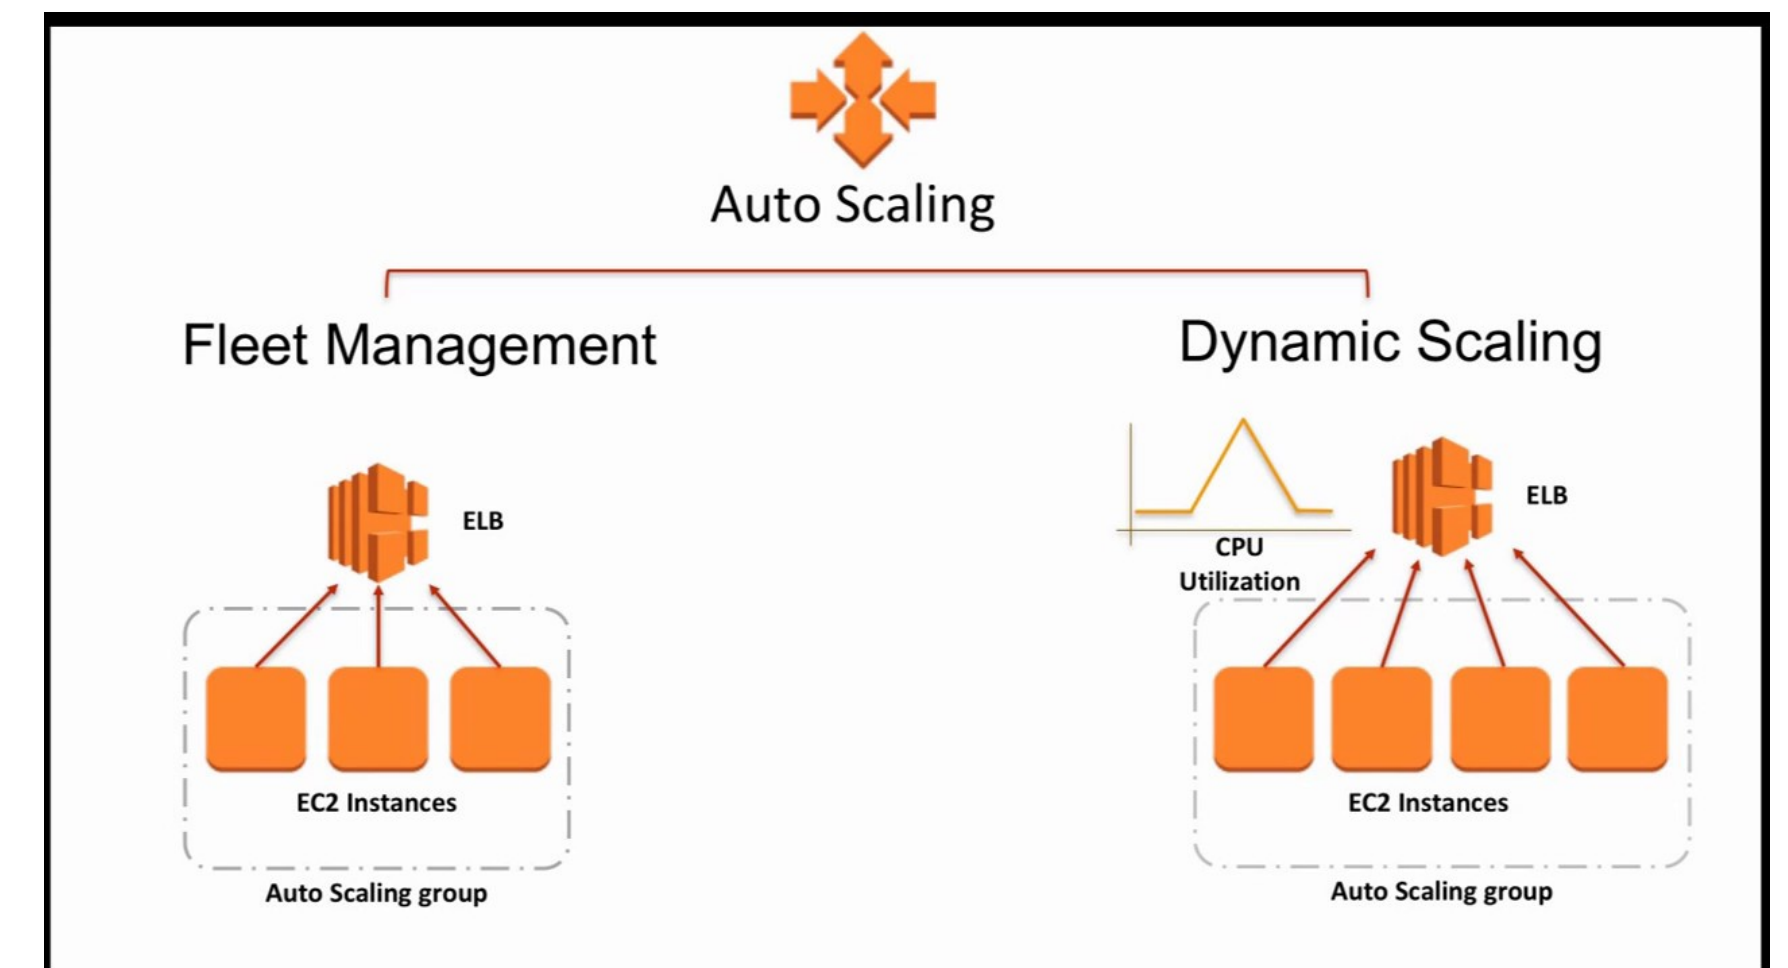 Auto Scaling
Fleet Management
ELB
EC2 Instances
Auto Scaling group
Dynamic Scaling
CPU
Utilization
ELB
EC2 Instances
Auto Scaling group